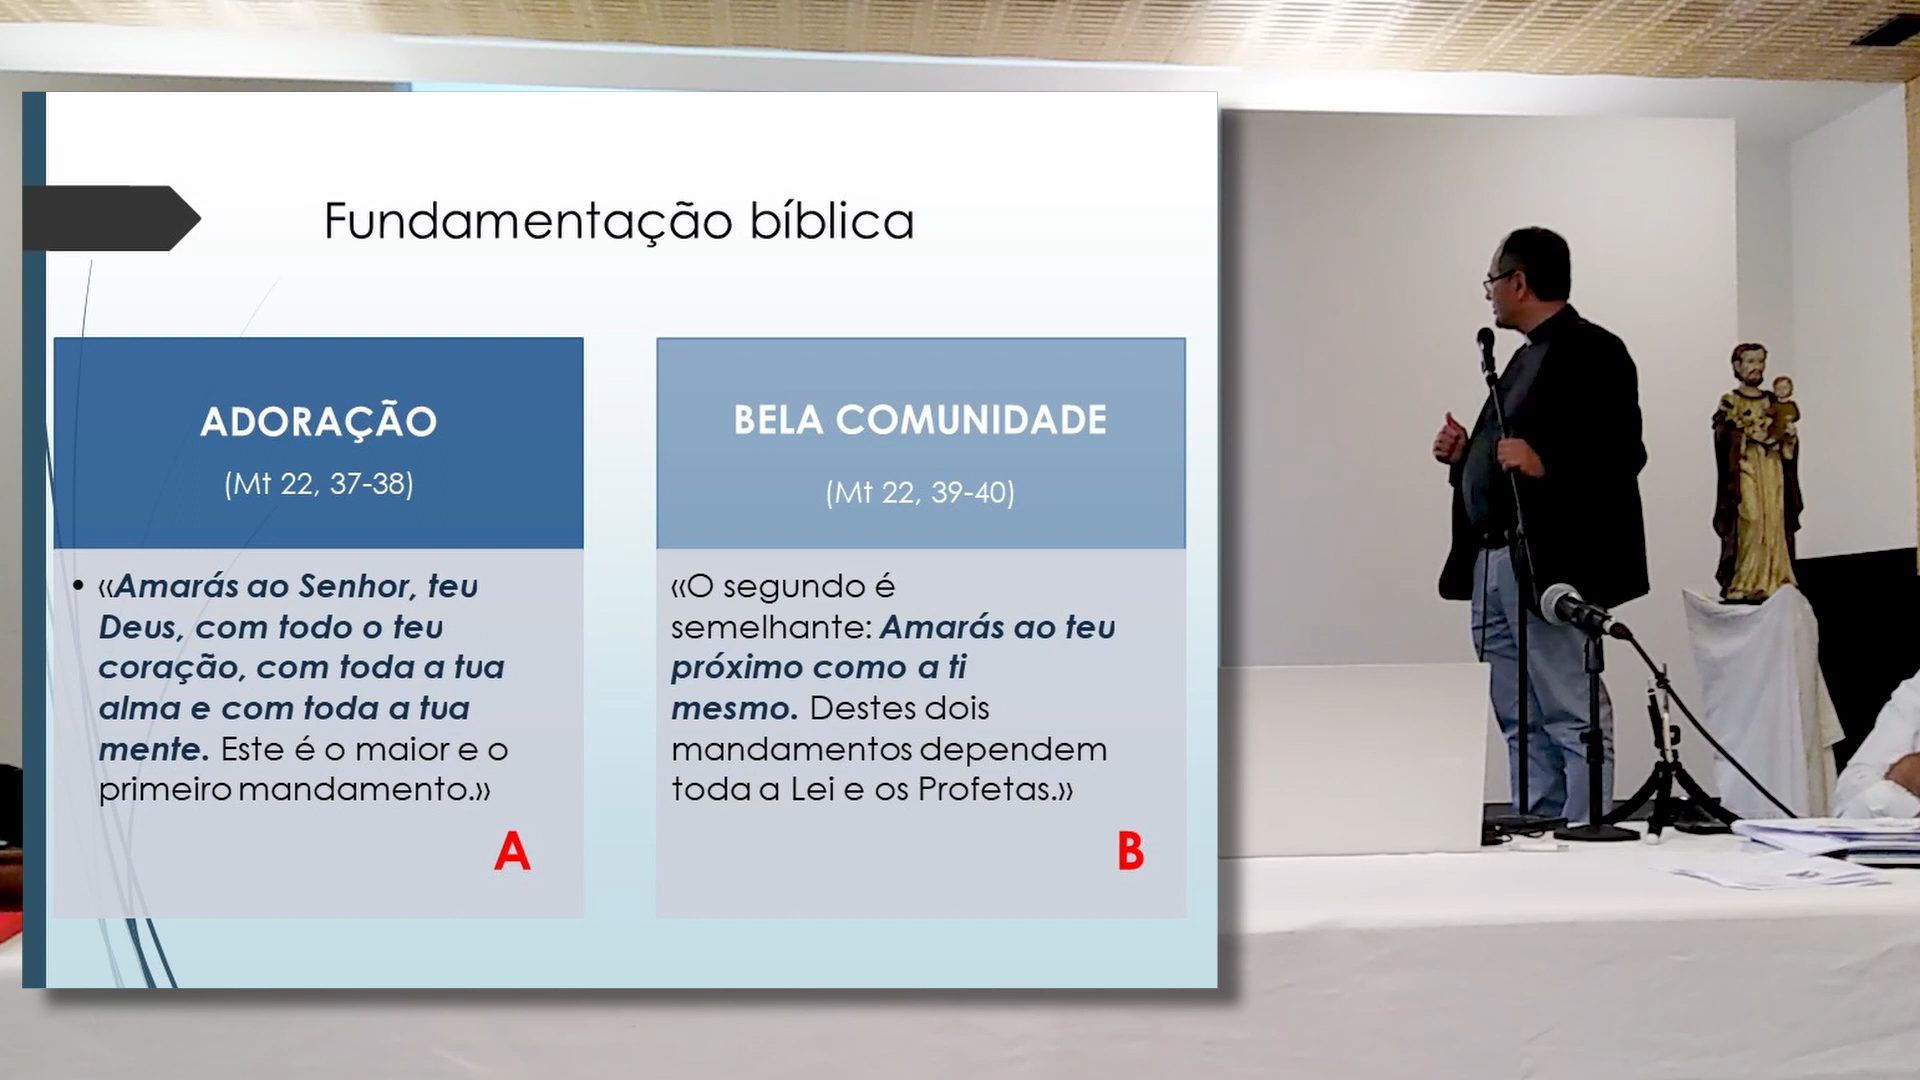 Fundamentação bíblica
ADORAÇÃO
(Mt 22, 37-38)
• «Amarás ao Senhor, teu
Deus, com todo o teu
coração, com toda a tua
alma e com toda a tua
mente. Este é o maior e o
primeiro mandamento.»
A
BELA COMUNIDADE
(Mt 22, 39-40)
«O segundo é
semelhante: Amarás ao teu
próximo como a ti
mesmo. Destes dois
mandamentos dependem
toda a Lei e os Profetas.»
B